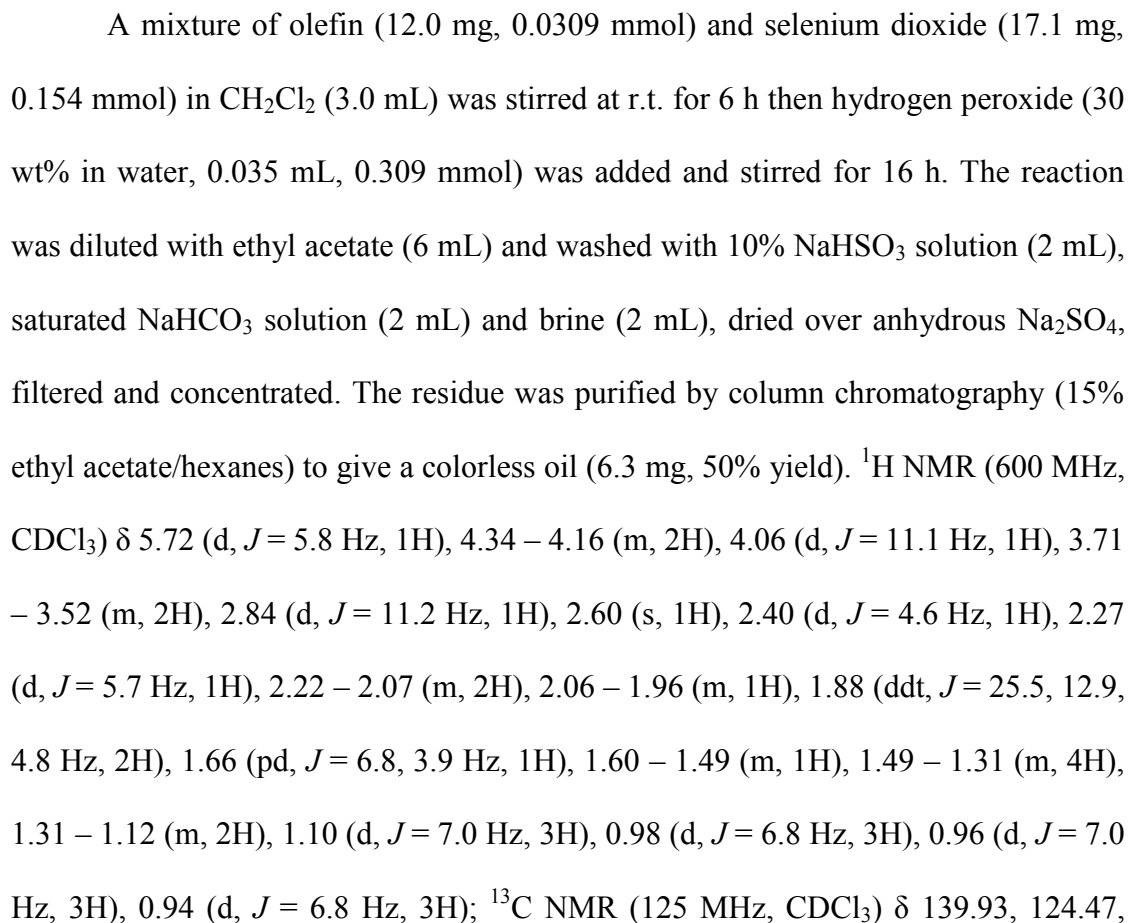 A mixture of olefin (12.0 mg, 0.0309 mmol) and selenium dioxide (17.1 mg,
0.154 mmol) in CH₂Cl₂ (3.0 mL) was stirred at r.t. for 6 h then hydrogen peroxide (30
wt% in water, 0.035 mL, 0.309 mmol) was added and stirred for 16 h. The reaction
was diluted with ethyl acetate (6 mL) and washed with 10% NaHSO₃ solution (2 mL),
saturated NaHCO₃ solution (2 mL) and brine (2 mL), dried over anhydrous Na₂SO₄,
filtered and concentrated. The residue was purified by column chromatography (15%
ethyl acetate/hexanes) to give a colorless oil (6.3 mg, 50% yield). ¹H NMR (600 MHz,
CDCl₃) δ 5.72 (d, J = 5.8 Hz, 1H), 4.34 – 4.16 (m, 2H), 4.06 (d, J = 11.1 Hz, 1H), 3.71
– 3.52 (m, 2H), 2.84 (d, J = 11.2 Hz, 1H), 2.60 (s, 1H), 2.40 (d, J = 4.6 Hz, 1H), 2.27
(d, J = 5.7 Hz, 1H), 2.22 – 2.07 (m, 2H), 2.06 – 1.96 (m, 1H), 1.88 (ddt, J = 25.5, 12.9,
4.8 Hz, 2H), 1.66 (pd, J = 6.8, 3.9 Hz, 1H), 1.60 – 1.49 (m, 1H), 1.49 – 1.31 (m, 4H),
1.31 – 1.12 (m, 2H), 1.10 (d, J = 7.0 Hz, 3H), 0.98 (d, J = 6.8 Hz, 3H), 0.96 (d, J = 7.0
Hz, 3H), 0.94 (d, J = 6.8 Hz, 3H); ¹³C NMR (125 MHz, CDCl₃) δ 139.93, 124.47,